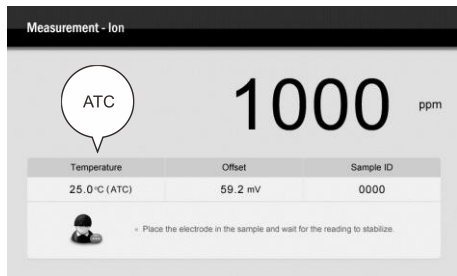 Measurement - Ion
ATC
1000 ppm
Temperature Offset Sample ID
25.0 °C (ATC) 59.2 mV 0000
Place the electrode in the sample and wait for the reading to stabilize.